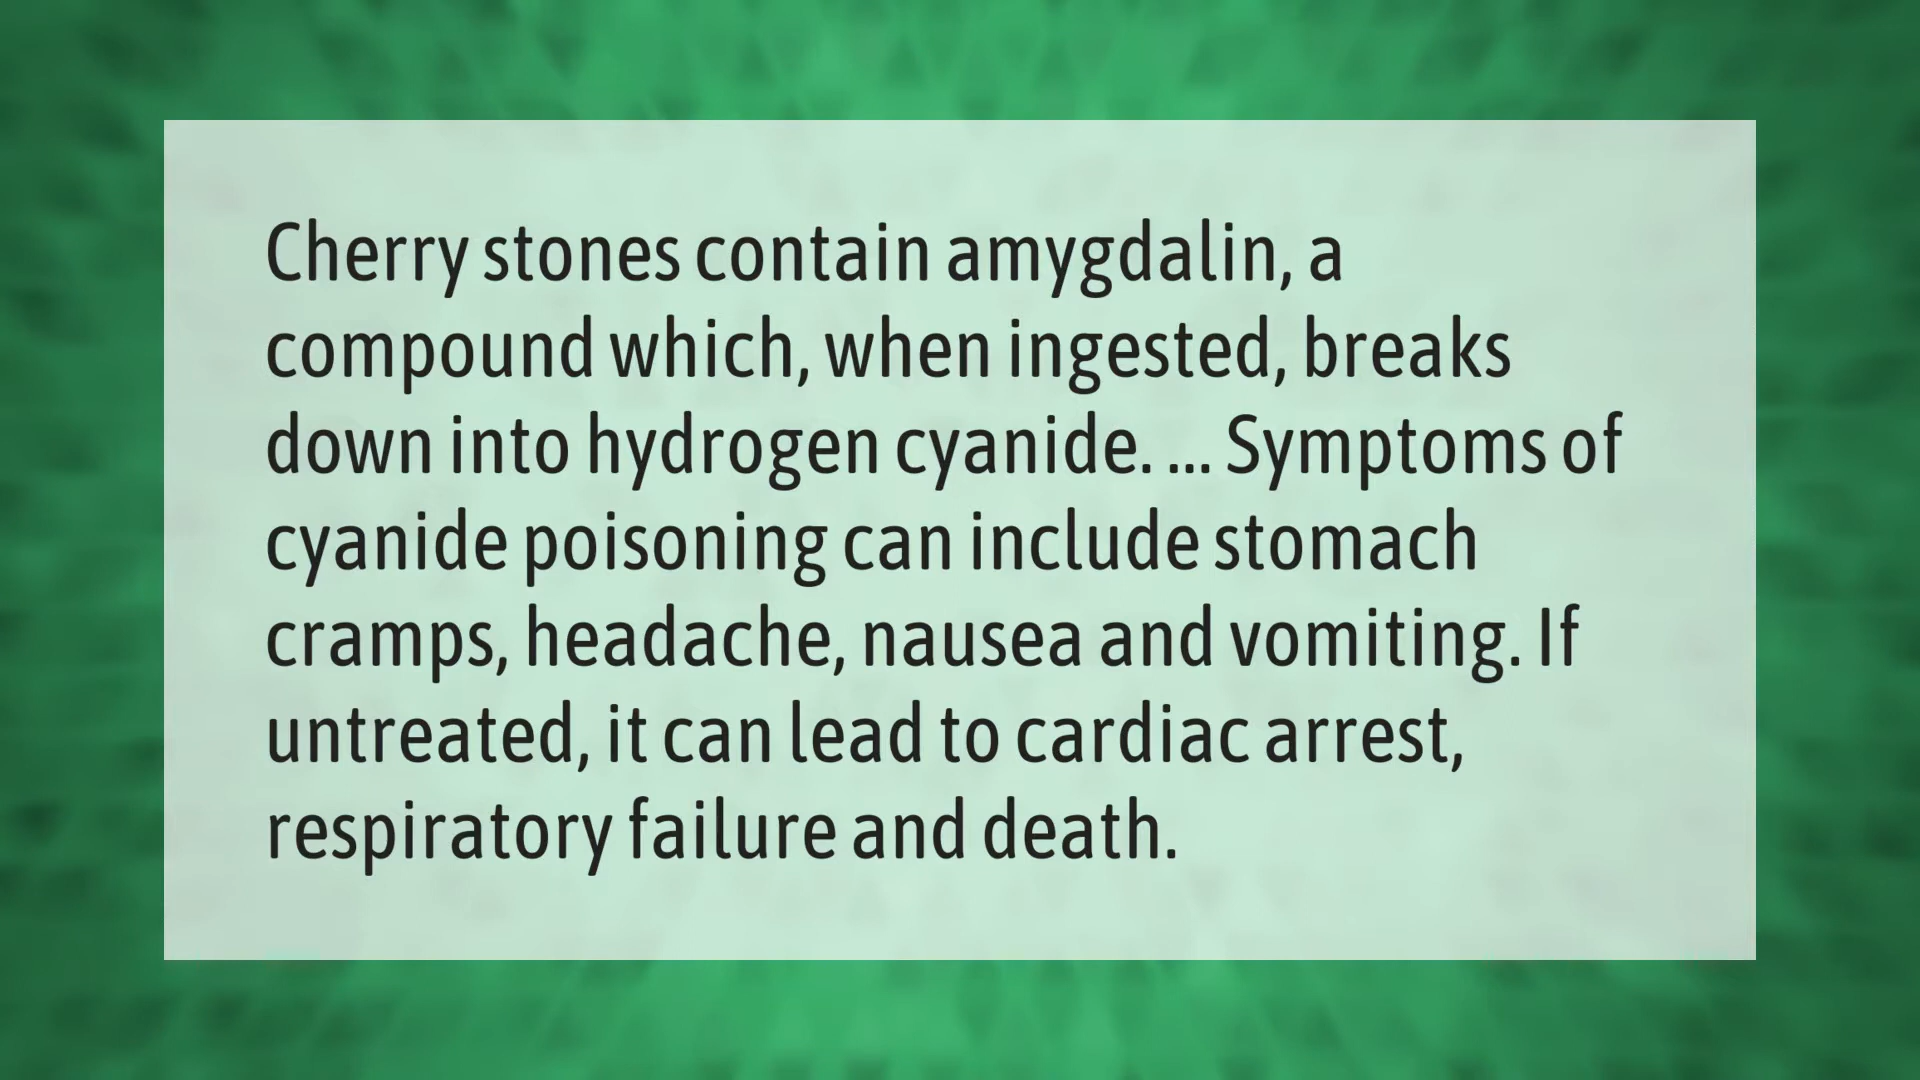 Cherry stones contain amygdalin, a
compound which, when ingested, breaks
down into hydrogen cyanide. ... Symptoms of
cyanide poisoning can include stomach
cramps, headache, nausea and vomiting. If
untreated, it can lead to cardiac arrest,
respiratory failure and death.